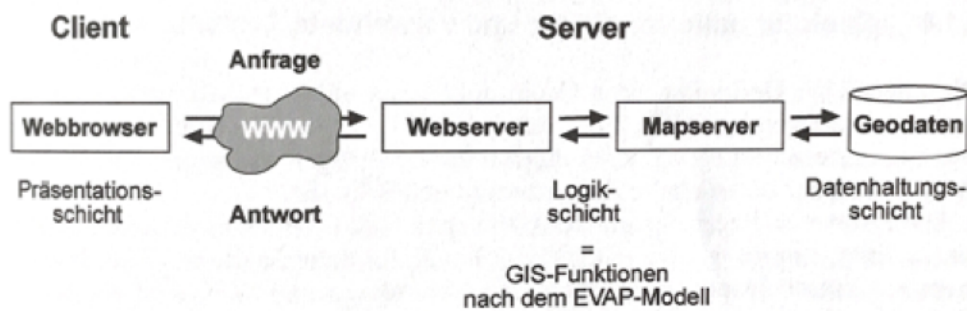 Client
Server
Anfrage
Webbrowser
WWW
Webserver
Mapserver
Geodaten
Präsentations-
schicht
Antwort
Logik-
schicht
Datenhaltungs-
schicht
=
GIS-Funktionen
nach dem EVAP-Modell